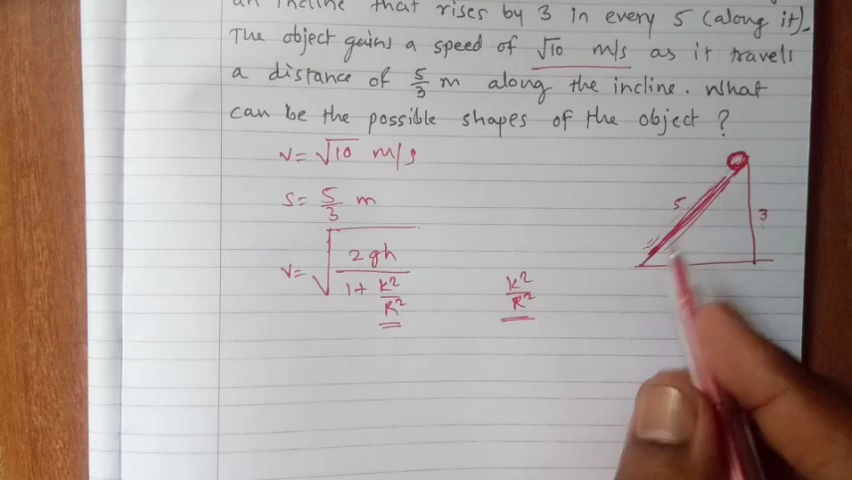 an incline that rises by 3 in every 5 (along it).
The object gains a speed of √10 m/s as it travels
a distance of 5/3 m along the incline. What
can be the possible shapes of the object ?
v= √10 m/s
s= 5/3 m
5
3
v= √(2gh / (1 + k²/R²))
k²/R²